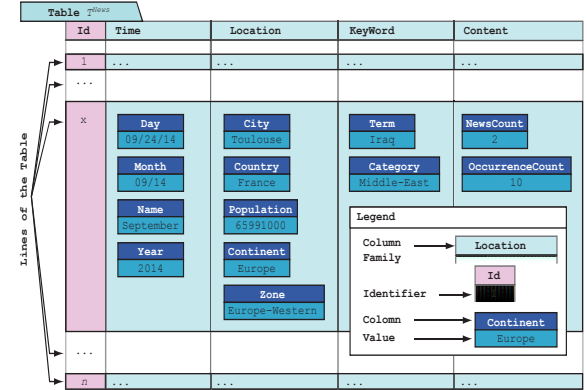 Table T^News
Id Time Location KeyWord Content
1 ... ... ... ...
...
x
Day City Term NewsCount
09/24/14 Toulouse Iraq 2
Month Country Category OccurrenceCount
09/14 France Middle-East 10
Name Population
September 65991000
Year Continent
2014 Europe
Zone
Europe-Western
Legend
Column Family Location
Id
Identifier
Colomn Continent
Value Europe
...
n ... ... ... ...
Lines of the Table